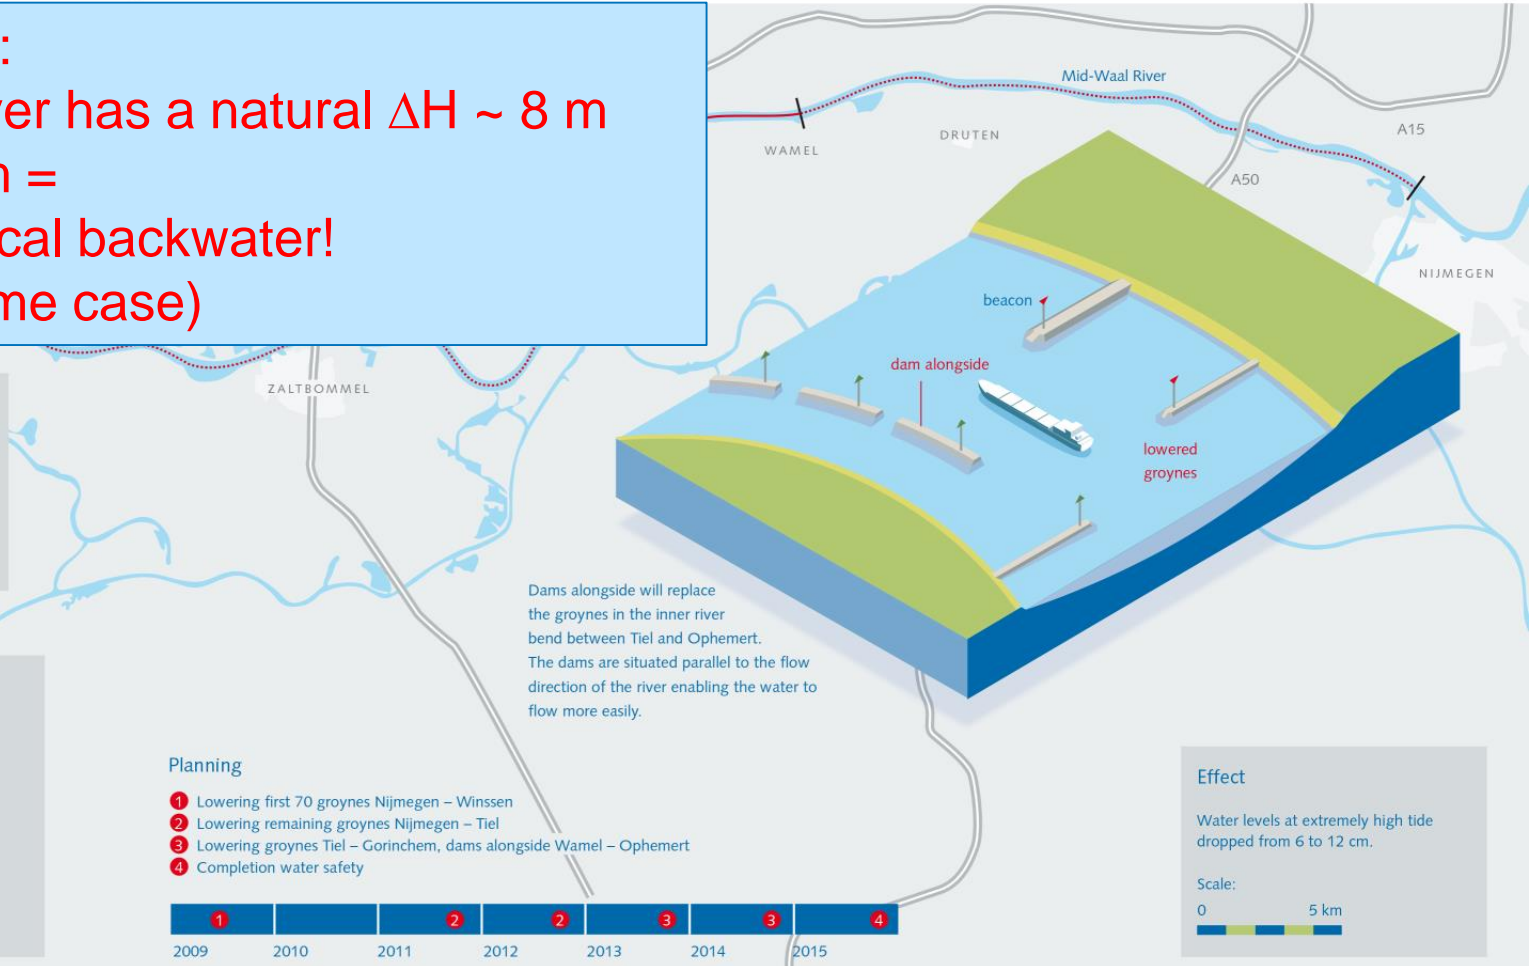 :
ver has a natural ΔH ~ 8 m
n =
cal backwater!
me case)
Mid-Waal River
WAMEL
DRUTEN
A15
A50
NIJMEGEN
beacon
dam alongside
ZALTBOMMEL
lowered
groynes
Dams alongside will replace
the groynes in the inner river
bend between Tiel and Ophemert.
The dams are situated parallel to the flow
direction of the river enabling the water to
flow more easily.
Planning
1 Lowering first 70 groynes Nijmegen – Winssen
2 Lowering remaining groynes Nijmegen – Tiel
3 Lowering groynes Tiel – Gorinchem, dams alongside Wamel – Ophemert
4 Completion water safety
1 2 2 3 3 4
2009 2010 2011 2012 2013 2014 2015
Effect
Water levels at extremely high tide
dropped from 6 to 12 cm.
Scale:
0 5 km